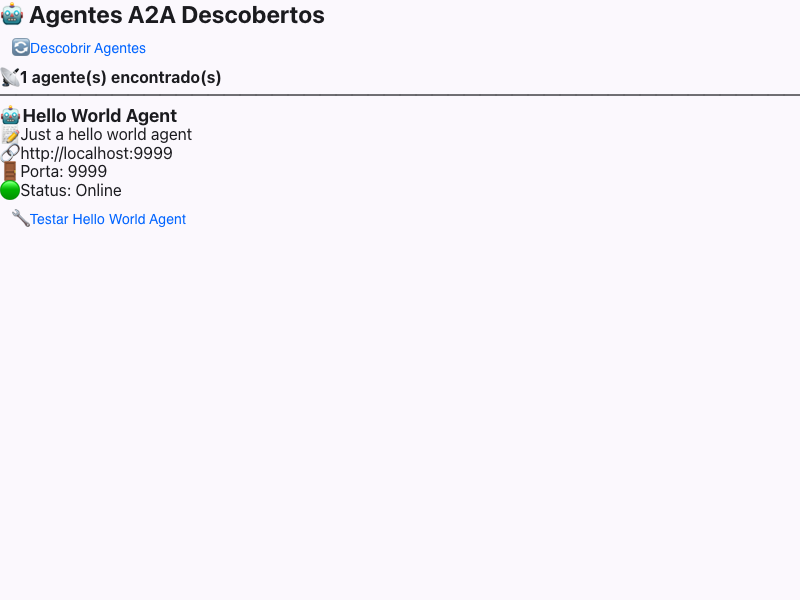 🤖 Agentes A2A Descobertos
🔄Descobrir Agentes
📡1 agente(s) encontrado(s)
🤖Hello World Agent
📝Just a hello world agent
🔗http://localhost:9999
🚪Porta: 9999
🟢Status: Online
🔧Testar Hello World Agent